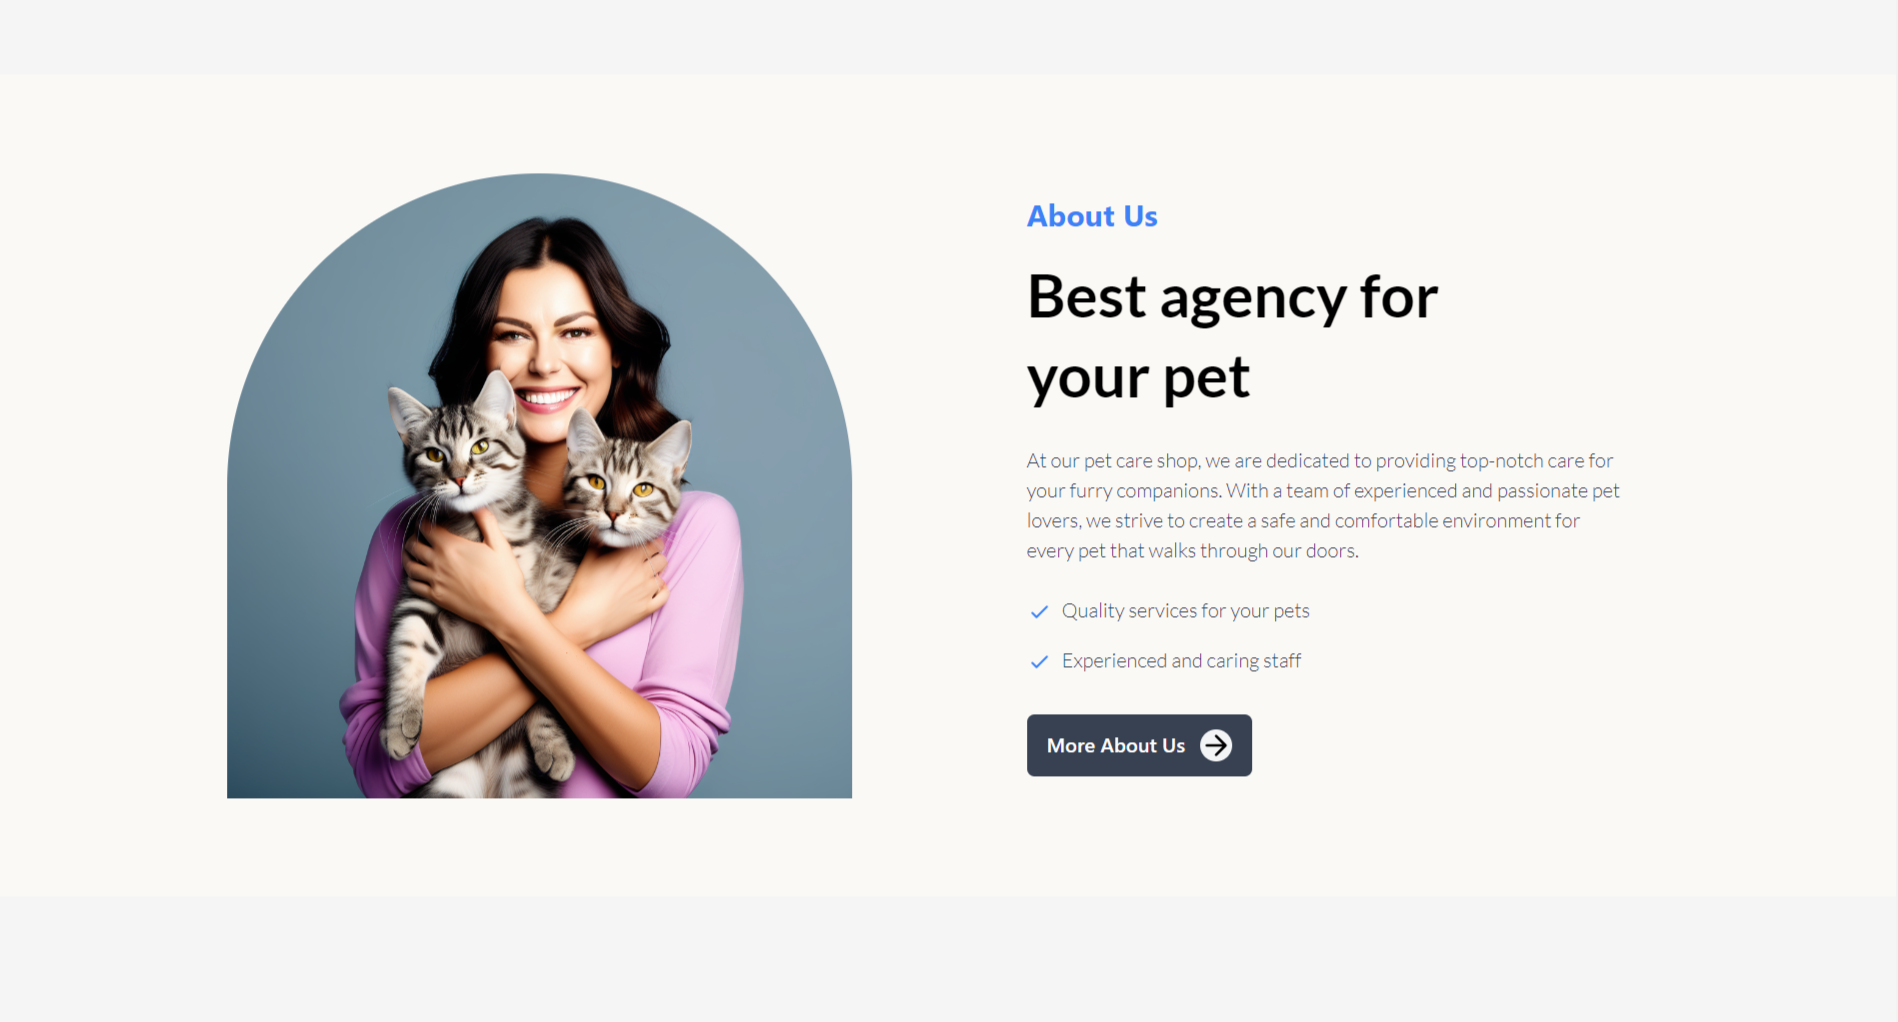 About Us
Best agency for
your pet
At our pet care shop, we are dedicated to providing top-notch care for
your furry companions. With a team of experienced and passionate pet
lovers, we strive to create a safe and comfortable environment for
every pet that walks through our doors.
Quality services for your pets
Experienced and caring staff
More About Us